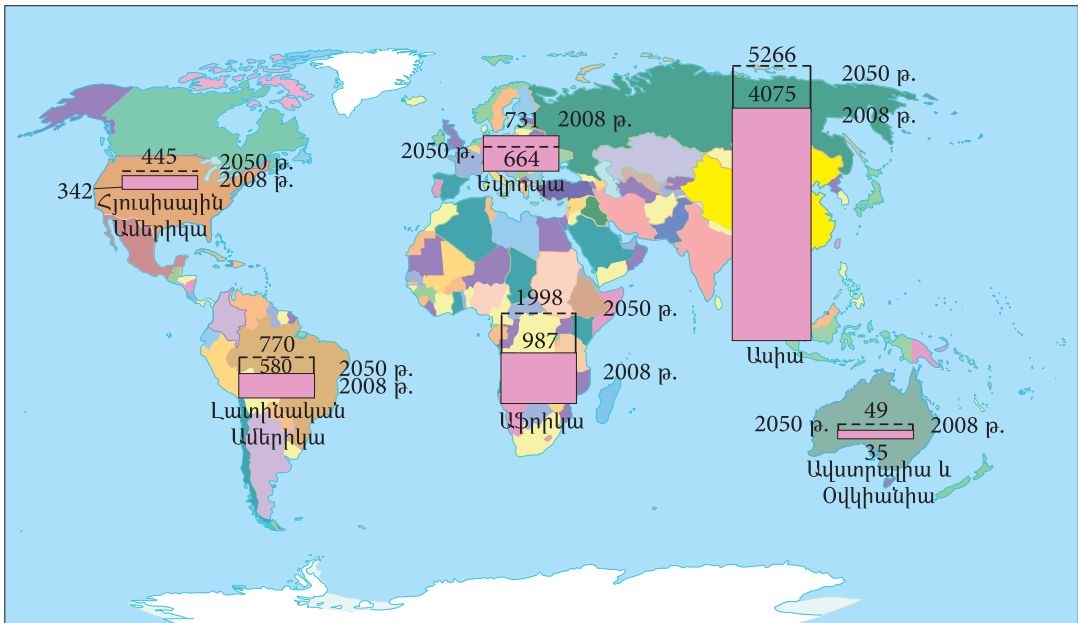 445
2050 թ.
342
2008 թ.
Հյուսիսային
Ամերիկա
731
2008 թ.
2050 թ.
664
Եվրոպա
5266
2050 թ.
4075
2008 թ.
Ասիա
770
2050 թ.
580
2008 թ.
Լատինական
Ամերիկա
1998
2050 թ.
987
2008 թ.
Աֆրիկա
49
2050 թ.
2008 թ.
35
Ավստրալիա և
Օվկիանիա